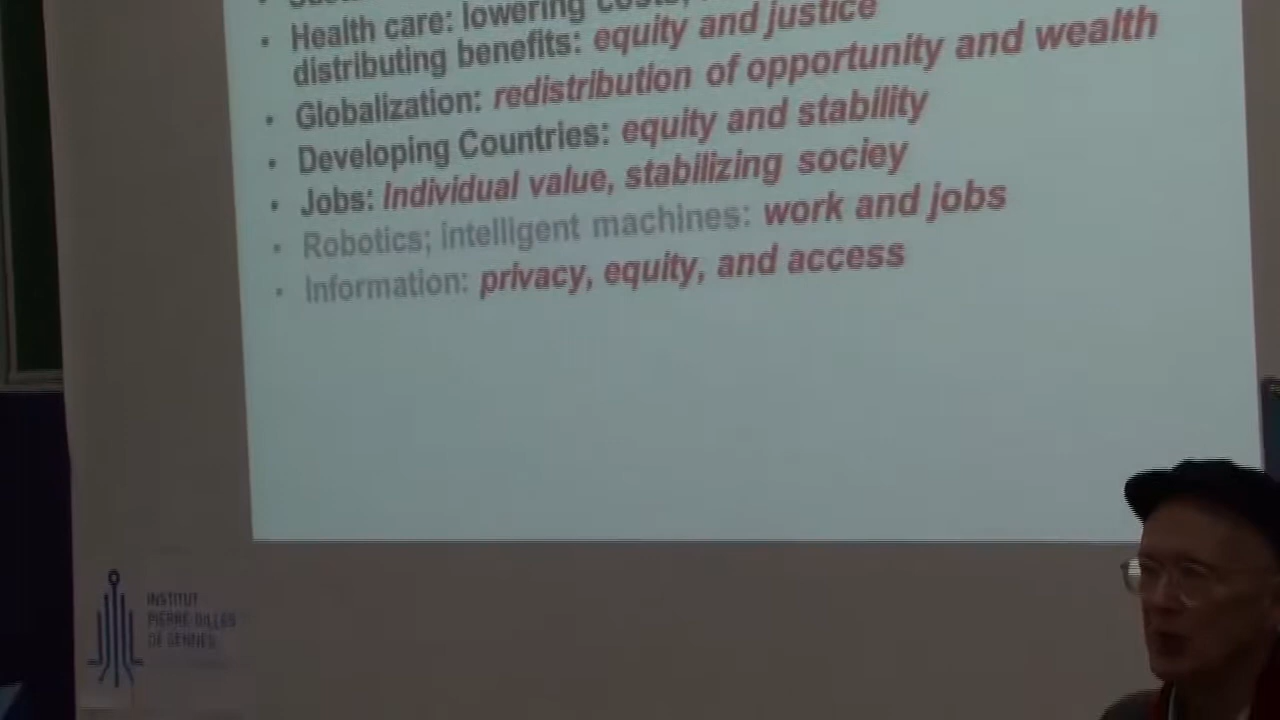 • Health care: lowering costs,
distributing benefits: equity and justice
• Globalization: redistribution of opportunity and wealth
• Developing Countries: equity and stability
• Jobs: Individual value, stabilizing sociey
• Robotics; intelligent machines: work and jobs
• Information: privacy, equity, and access
INSTITUT
PIERRE-GILLES
DE GENNES